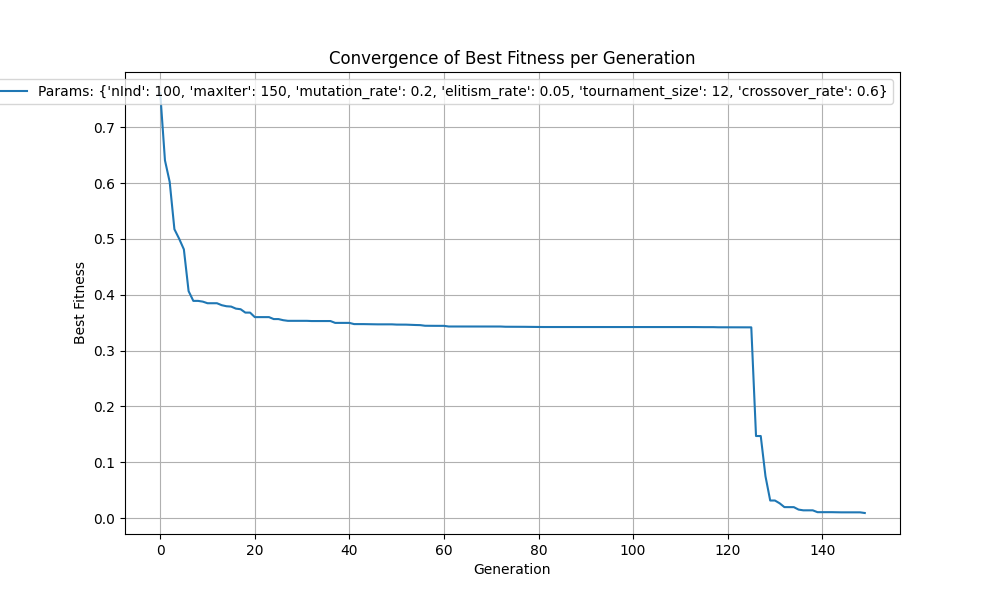 Convergence of Best Fitness per Generation
Params: {'nInd': 100, 'maxIter': 150, 'mutation_rate': 0.2, 'elitism_rate': 0.05, 'tournament_size': 12, 'crossover_rate': 0.6}
0.7
0.6
0.5
0.4
0.3
0.2
0.1
0.0
Best Fitness
0 20 40 60 80 100 120 140
Generation